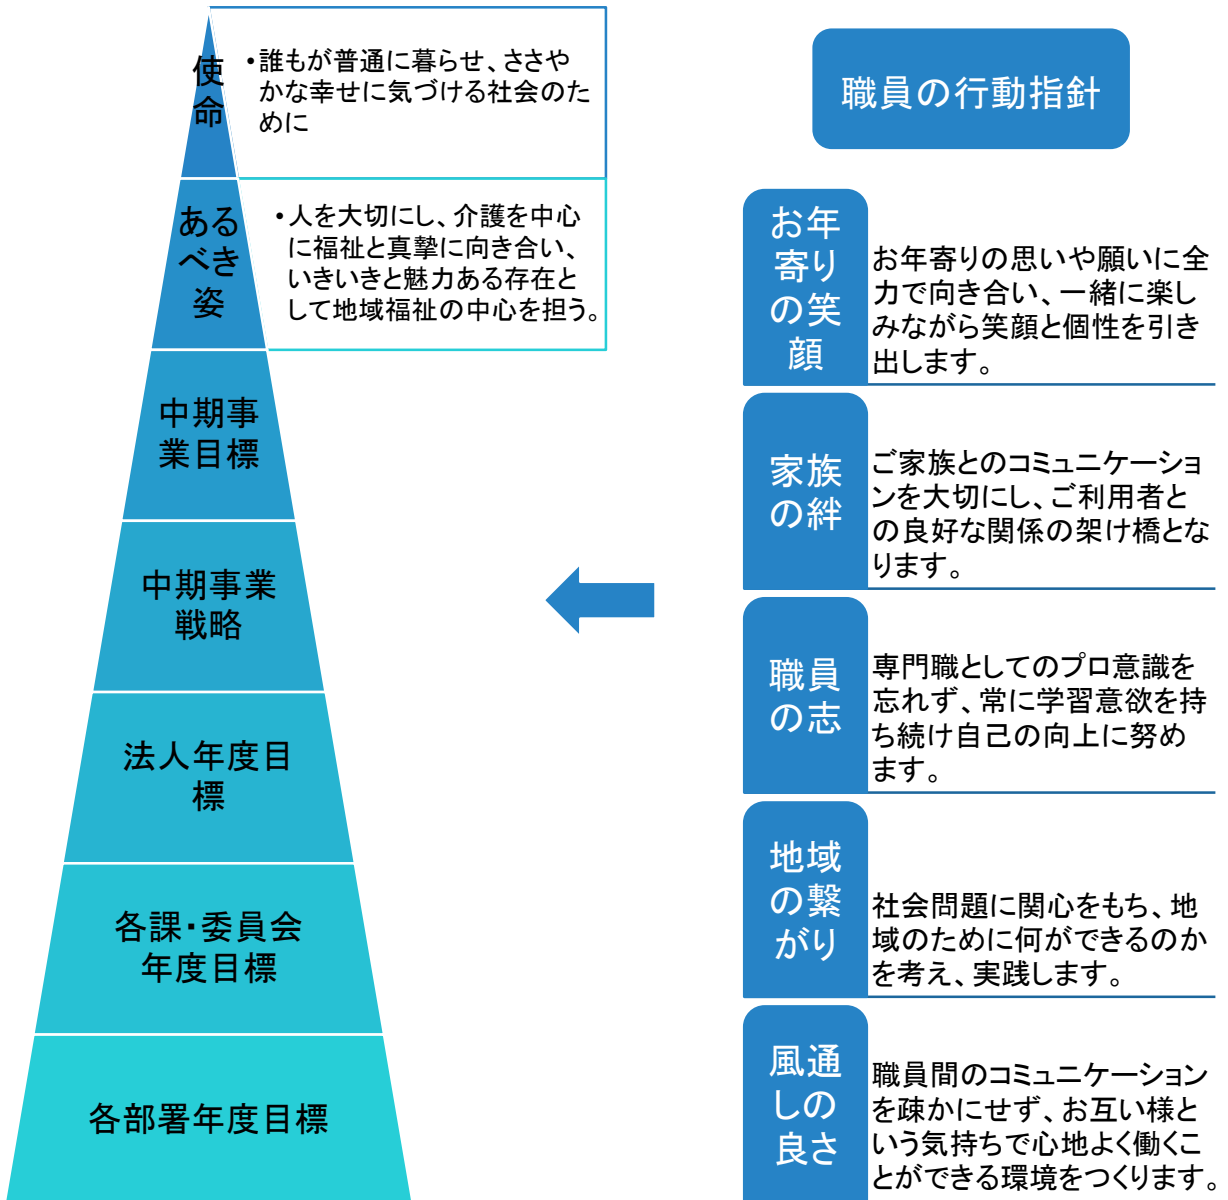 使
命
・誰もが普通に暮らせ、ささや
かな幸せに気づける社会のた
めに
ある
べき
姿
・人を大切にし、介護を中心
に福祉と真摯に向き合い、
いきいきと魅力ある存在と
して地域福祉の中心を担う。
中期事
業目標
中期事業
戦略
法人年度目
標
各課・委員会
年度目標
各部署年度目標
職員の行動指針
お年
寄り
の笑
顔
お年寄りの思いや願いに全
力で向き合い、一緒に楽し
みながら笑顔と個性を引き
出します。
家族
の絆
ご家族とのコミュニケーショ
ンを大切にし、ご利用者と
の良好な関係の架け橋とな
ります。
職員
の志
専門職としてのプロ意識を
忘れず、常に学習意欲を持
ち続け自己の向上に努め
ます。
地域
の繋
がり
社会問題に関心をもち、地
域のために何ができるのか
を考え、実践します。
風通
しの
良さ
職員間のコミュニケーション
を疎かにせず、お互い様と
いう気持ちで心地よく働くこ
とができる環境をつくります。